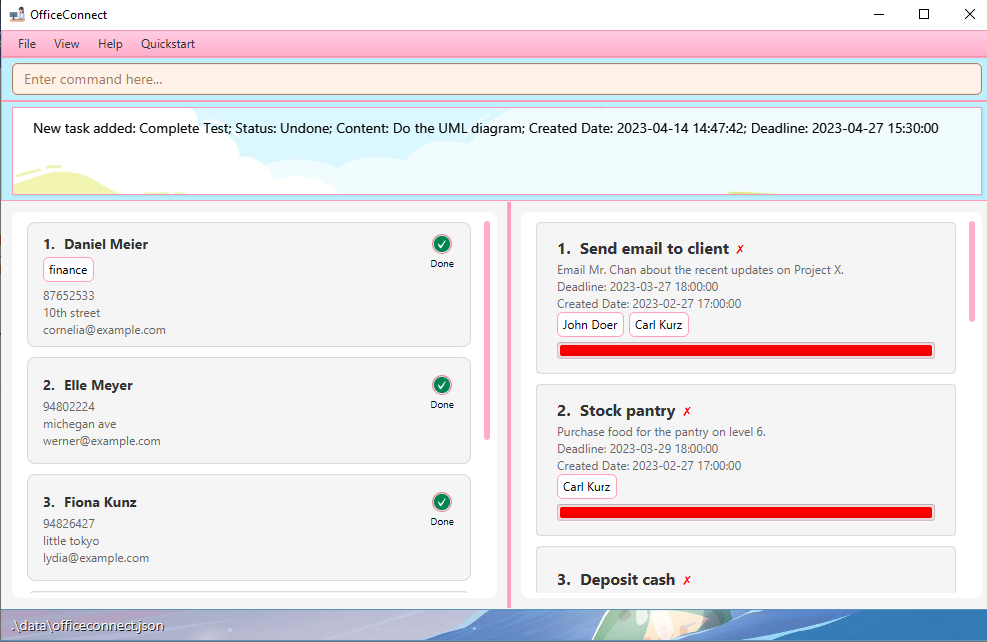 OfficeConnect
File View Help Quickstart
Enter command here...
New task added: Complete Test; Status: Undone; Content: Do the UML diagram; Created Date: 2023-04-14 14:47:42; Deadline: 2023-04-27 15:30:00
1. Daniel Meier
finance
87652533
10th street
cornelia@example.com
Done
2. Elle Meyer
94802224
michegan ave
werner@example.com
Done
3. Fiona Kunz
94826427
little tokyo
lydia@example.com
Done
1. Send email to client ✗
Email Mr. Chan about the recent updates on Project X.
Deadline: 2023-03-27 18:00:00
Created Date: 2023-02-27 17:00:00
John Doer Carl Kurz
2. Stock pantry ✗
Purchase food for the pantry on level 6.
Deadline: 2023-03-29 18:00:00
Created Date: 2023-02-27 17:00:00
Carl Kurz
3. Deposit cash ✗
.\data\officeconnect.json